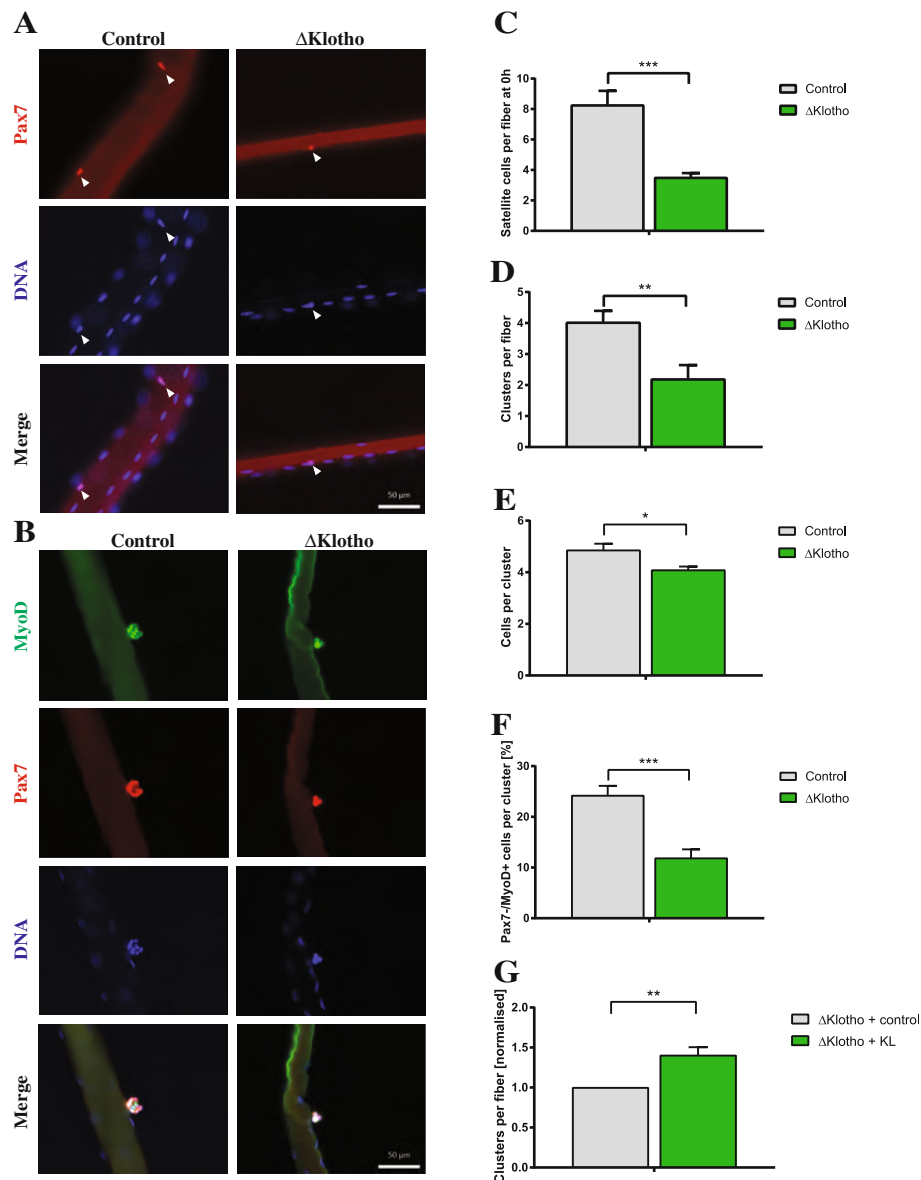 A
Control
ΔKlotho
Pax7
DNA
Merge
50 µm
B
Control
ΔKlotho
MyoD
Pax7
DNA
Merge
50 µm
C
Satellite cells per fiber at 0h
10
8
6
4
2
0
***
Control
ΔKlotho
D
Clusters per fiber
5
4
3
2
1
0
**
Control
ΔKlotho
E
Cells per cluster
6
4
2
0
*
Control
ΔKlotho
F
Pax7-/MyoD+ cells per cluster [%]
30
20
10
0
***
Control
ΔKlotho
G
Clusters per fiber [normalised]
2.0
1.5
1.0
0.5
0.0
**
ΔKlotho + control
ΔKlotho + KL